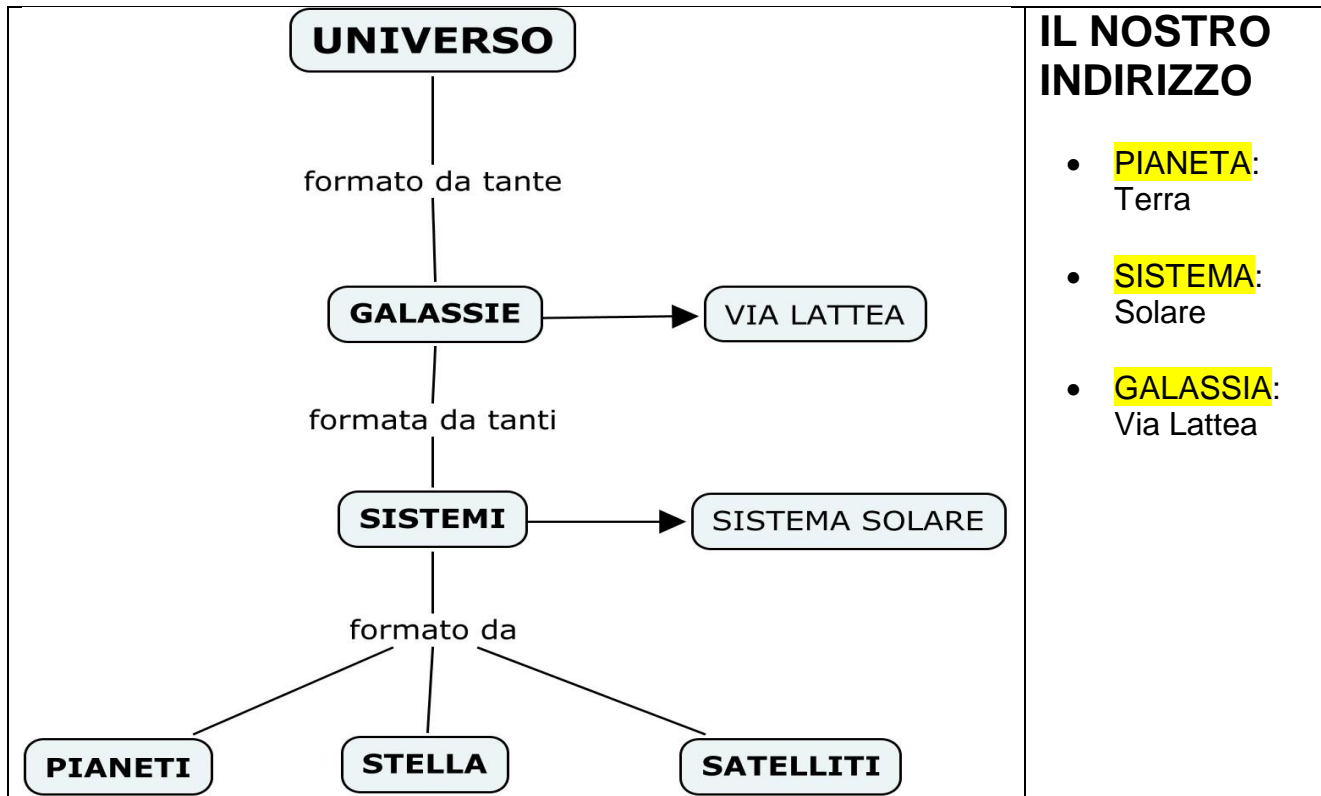 UNIVERSO
formato da tante
GALASSIE
VIA LATTEA
formata da tanti
SISTEMI
SISTEMA SOLARE
formato da
PIANETI
STELLA
SATELLITI
IL NOSTRO
INDIRIZZO
• PIANETA:
Terra
• SISTEMA:
Solare
• GALASSIA:
Via Lattea